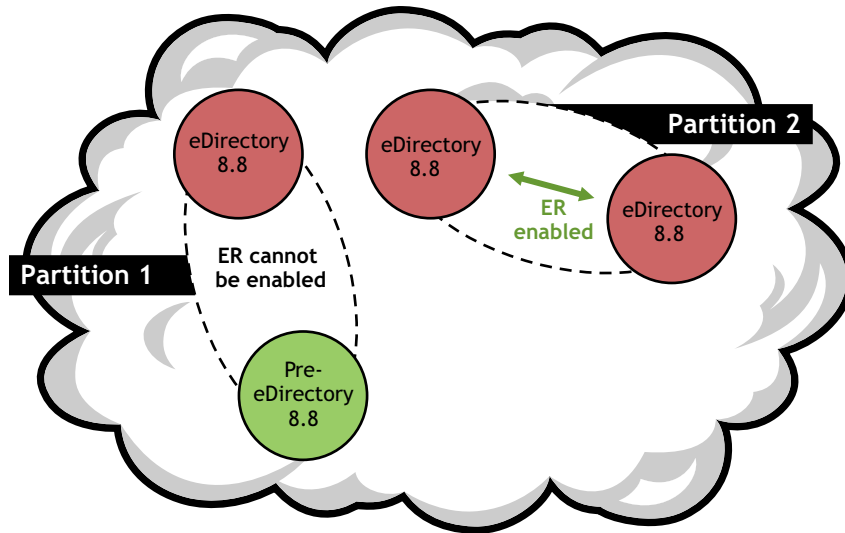 eDirectory
8.8
eDirectory
8.8
Partition 2
eDirectory
8.8
ER
enabled
Partition 1
ER cannot
be enabled
Pre-
eDirectory
8.8